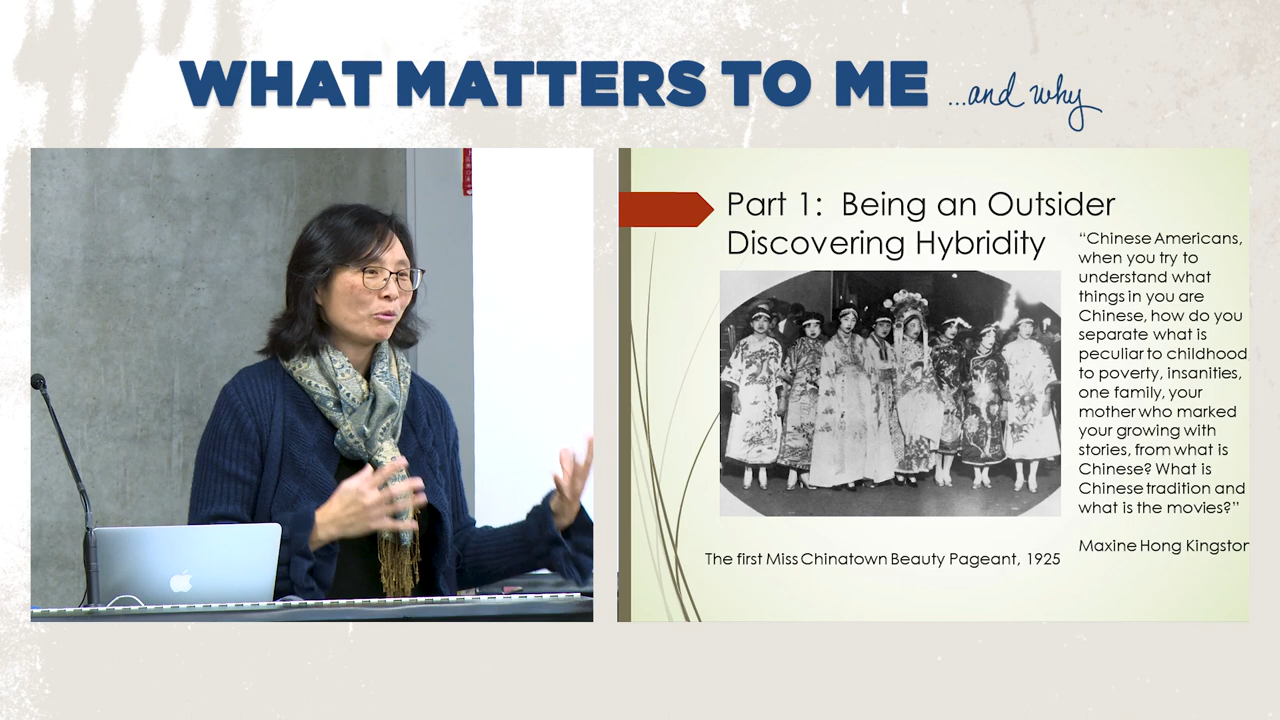 WHAT MATTERS TO ME ...and why
Part 1: Being an Outsider
Discovering Hybridity
“Chinese Americans,
when you try to
understand what
things in you are
Chinese, how do you
separate what is
peculiar to childhood
to poverty, insanities,
one family, your
mother who marked
your growing with
stories, from what is
Chinese? What is
Chinese tradition and
what is the movies?”
Maxine Hong Kingstor
The first Miss Chinatown Beauty Pageant, 1925